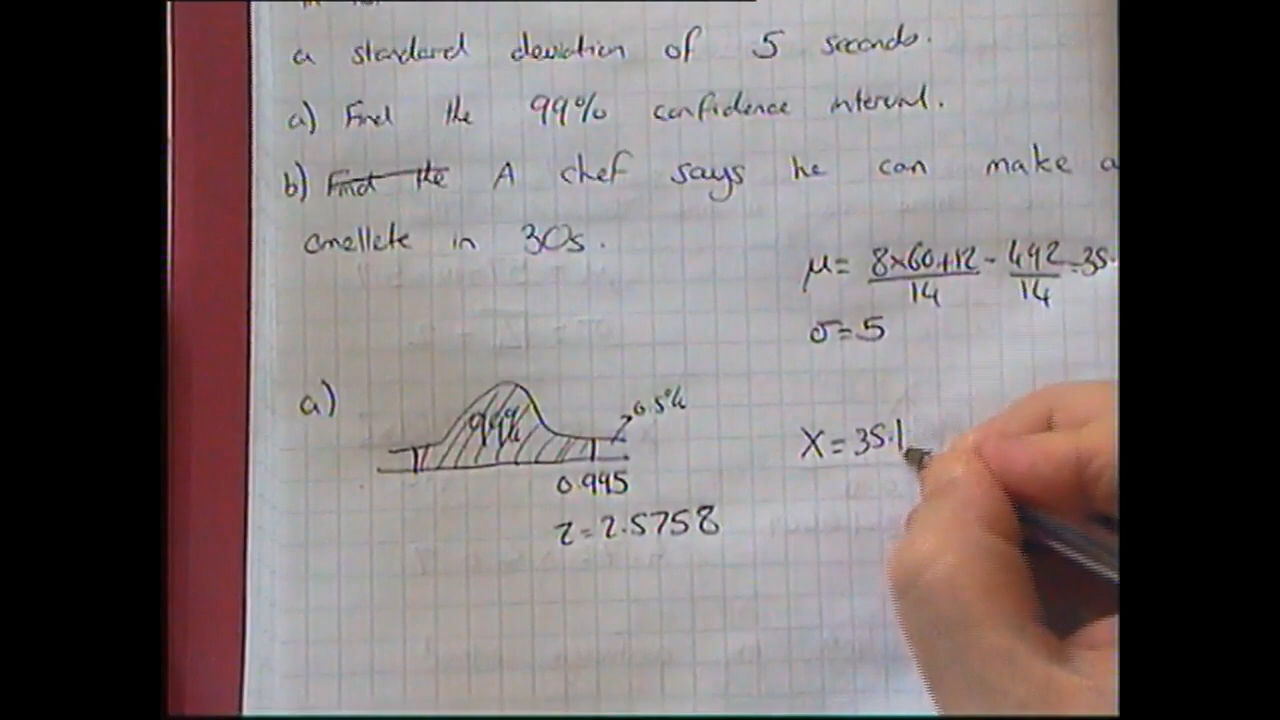 a standard deviation of 5 seconds.
a) Find the 99% confidence interval.
b) Find the A chef says he can make a
omellete in 30s.
μ= 8×60+12 = 492 =35.
14 14
σ=5
a)
99%
0.5%
X = 35.1
0.995
z=2.5758